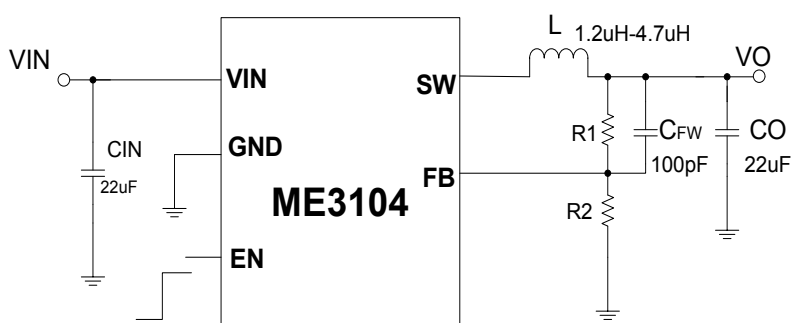 L 1.2uH-4.7uH
VIN
VIN
SW
VO
CIN
22uF
GND
R1
CFW
100pF
CO
22uF
FB
ME3104
R2
EN